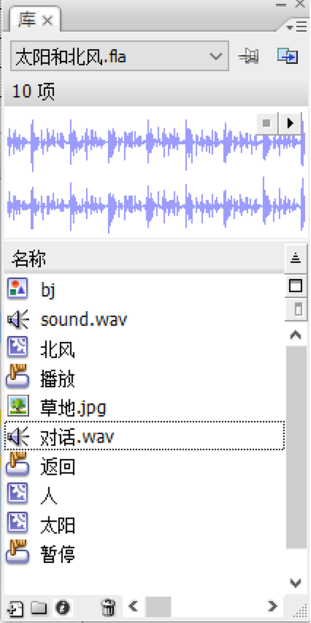 库
太阳和北风.fla
10 项
名称
bj
sound.wav
北风
播放
草地.jpg
对话.wav
返回
人
太阳
暂停